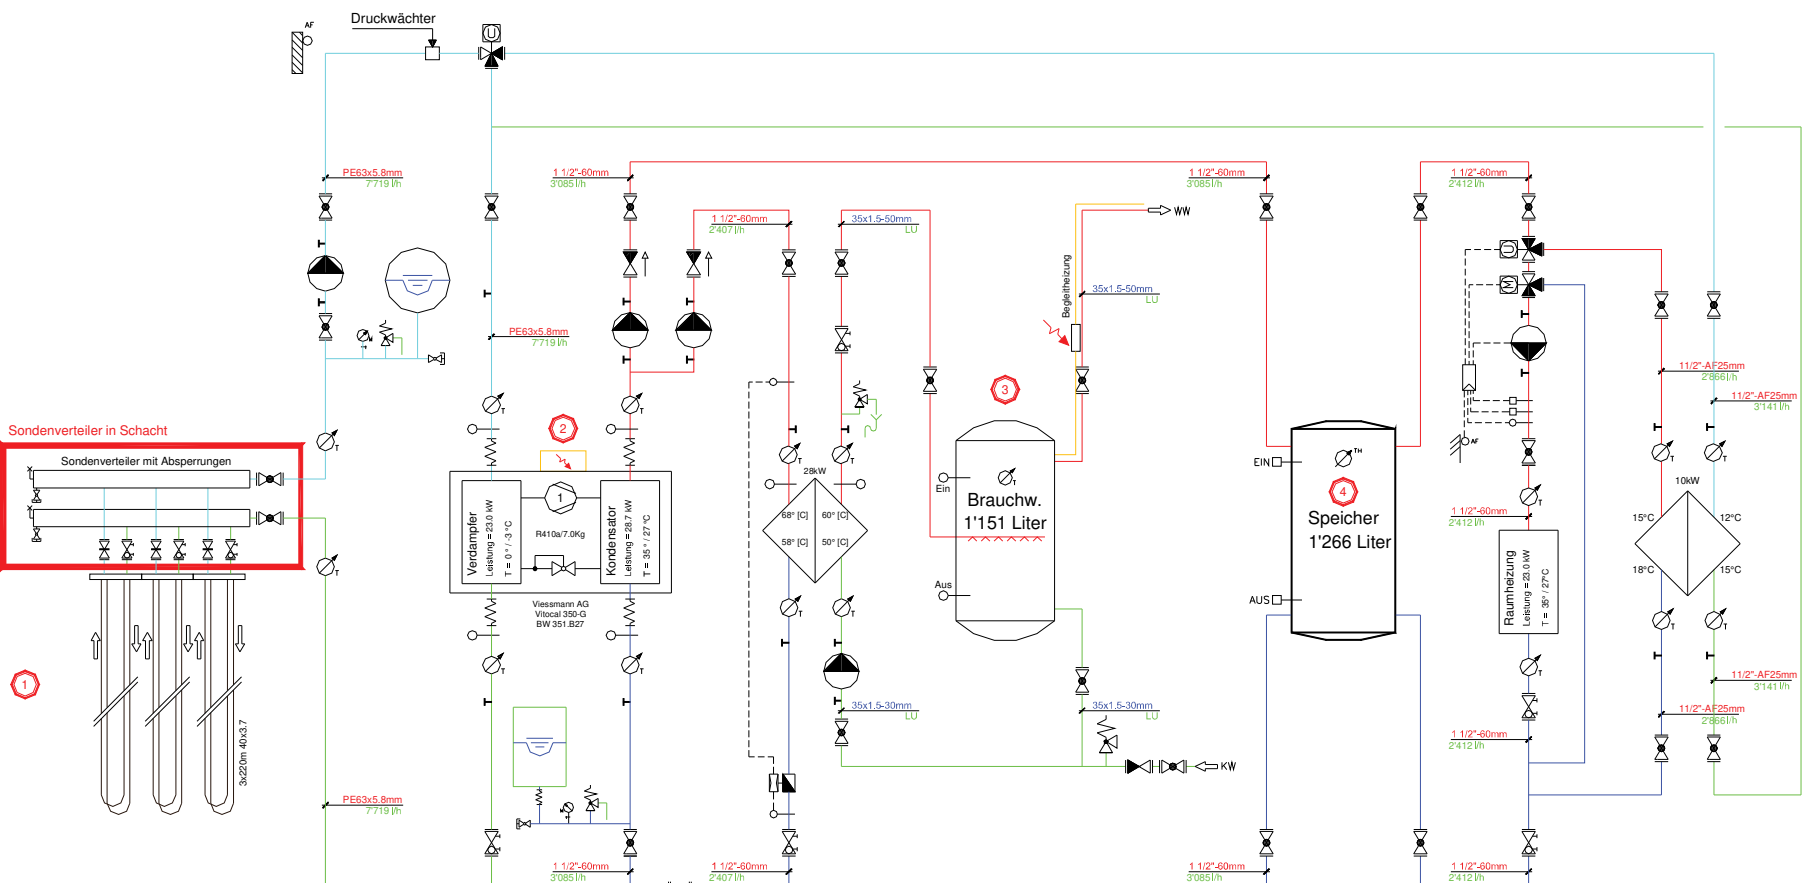 Druckwächter
AF
U
PE63x5.8mm
7'719 l/h
1 1/2"-60mm
3'085 l/h
1 1/2"-60mm
3'085 l/h
1 1/2"-60mm
2'412 l/h
1 1/2"-60mm
2'407 l/h
35x1.5-50mm
LU
WW
Begleitheizung
35x1.5-50mm
LU
U
M
PE63x5.8mm
7'719 l/h
11/2"-AF25mm
2'866 l/h
11/2"-AF25mm
3'141 l/h
T
T
3
2
Sondenverteiler in Schacht
T
AF
Sondenverteiler mit Absperrungen
T
T
TH
T
T
28kW
EIN
10kW
Ein
Brauchw.
1'151 Liter
4
Speicher
1'266 Liter
T
Verdampfer
Leistung = 23.0 kW
T = 0° / -3 °C
1
R410a/7.0Kg
Kondensator
Leistung = 28.7 kW
T = 35° / 27 °C
68° [C]
60° [C]
58° [C]
50° [C]
1 1/2"-60mm
2'412 l/h
15°C
12°C
18°C
15°C
Raumheizung
Leistung = 23.0 kW
T = 35° / 27°C
T
Aus
AUS
Viessmann AG
Vitocal 350-G
BW 351.B27
T
T
T
T
T
T
T
1
3x220m 40x3.7
35x1.5-30mm
LU
35x1.5-30mm
LU
11/2"-AF25mm
3'141 l/h
11/2"-AF25mm
2'866 l/h
1 1/2"-60mm
2'412 l/h
KW
PE63x5.8mm
7'719 l/h
1 1/2"-60mm
3'085 l/h
1 1/2"-60mm
2'407 l/h
1 1/2"-60mm
3'085 l/h
1 1/2"-60mm
2'412 l/h